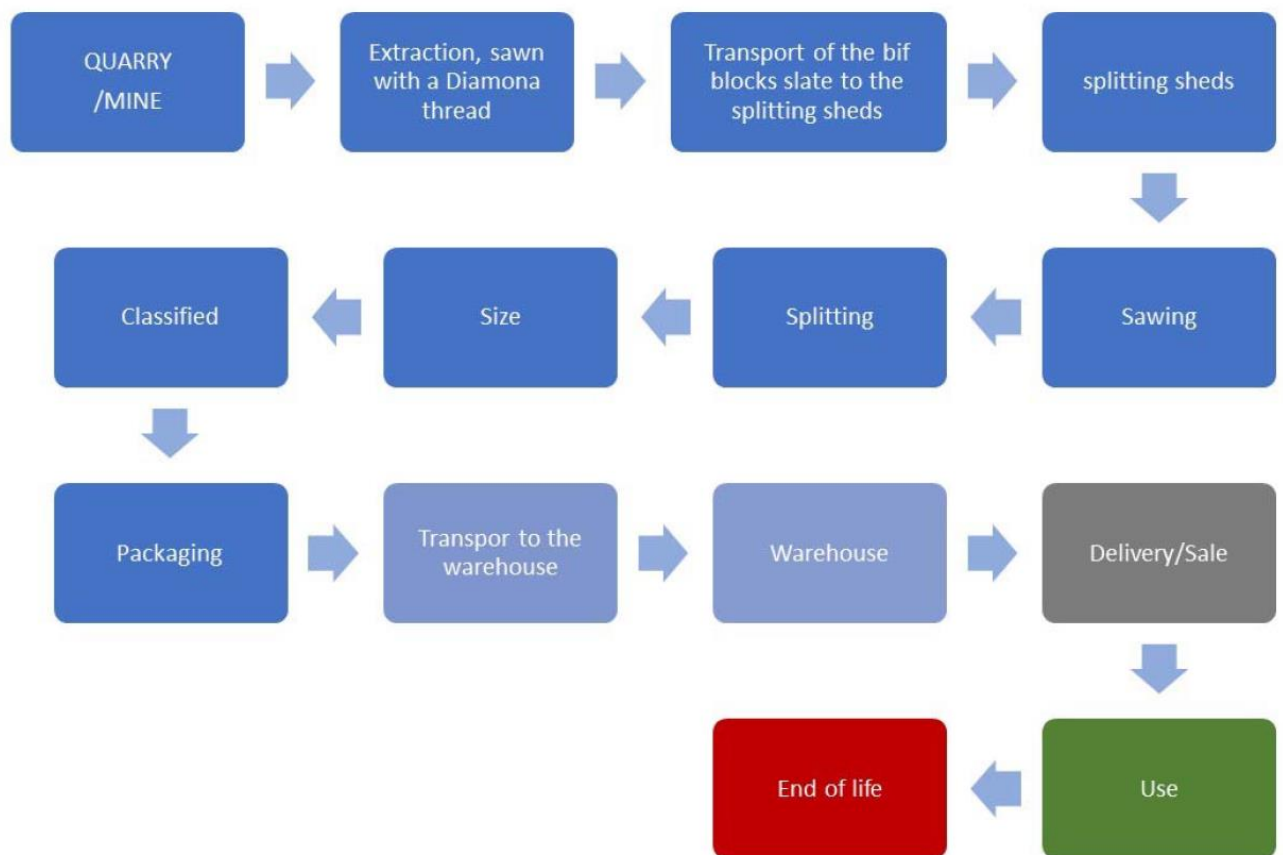 QUARRY
/MINE
Extraction, sawn
with a Diamona
thread
Transport of the bif
blocks slate to the
splitting sheds
splitting sheds
Sawing
Splitting
Size
Classified
Packaging
Transpor to the
warehouse
Warehouse
Delivery/Sale
Use
End of life